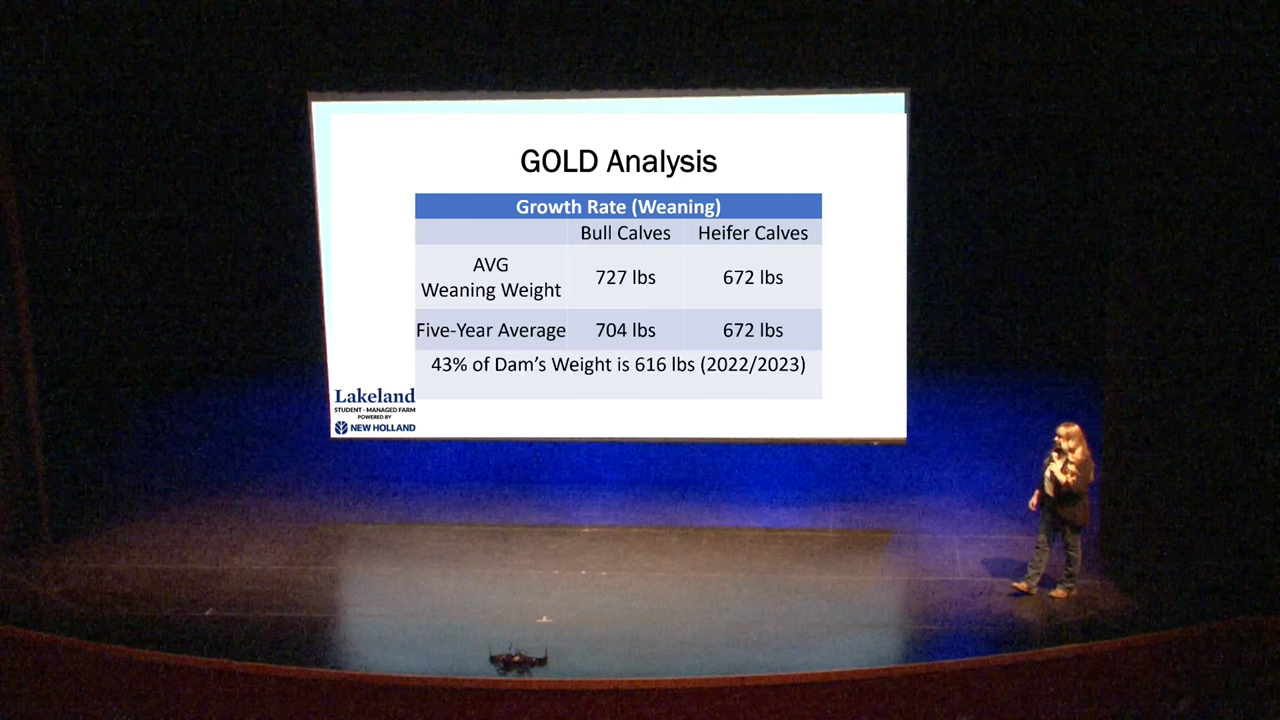 GOLD Analysis
Growth Rate (Weaning)
Bull Calves Heifer Calves
AVG
Weaning Weight 727 lbs 672 lbs
Five-Year Average 704 lbs 672 lbs
43% of Dam's Weight is 616 lbs (2022/2023)
Lakeland
STUDENT - MANAGED FARM
POWERED BY
NEW HOLLAND